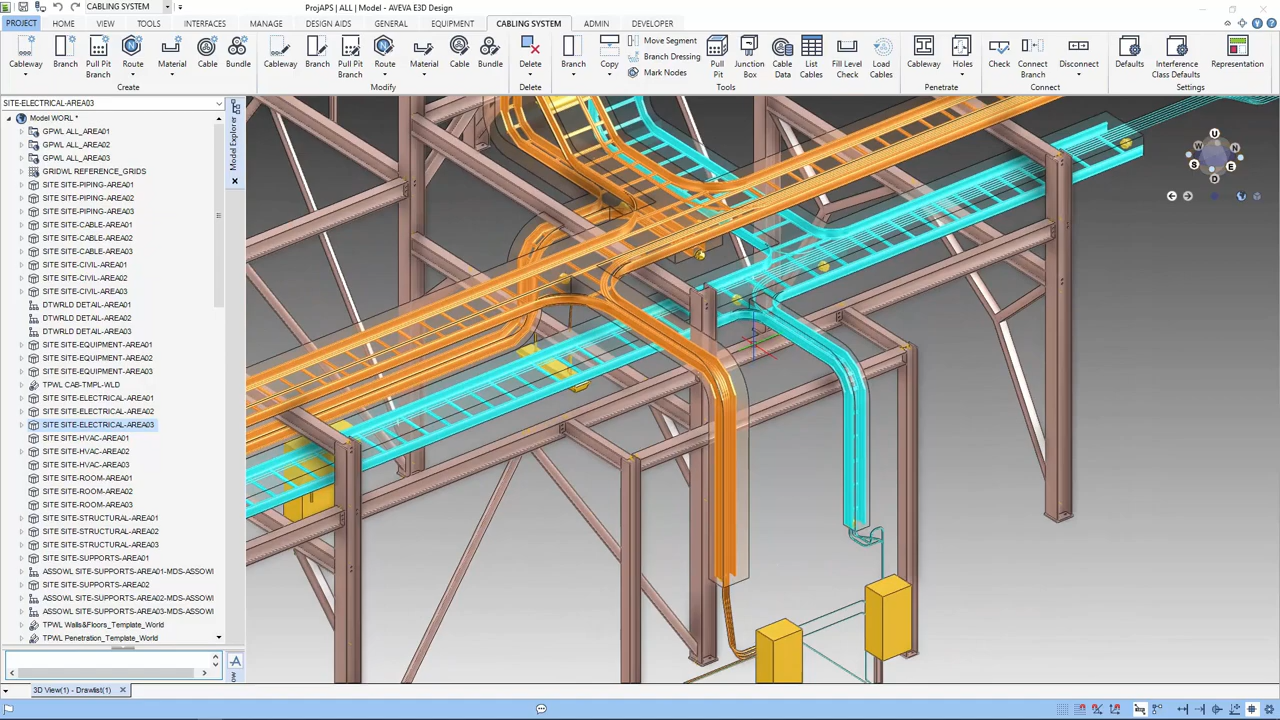 CABLING SYSTEM
ProjAPS | ALL | Model - AVEVA E3D Design
PROJECT HOME VIEW TOOLS INTERFACES MANAGE DESIGN AIDS GENERAL EQUIPMENT CABLING SYSTEM ADMIN DEVELOPER
Cableway Branch Pull Pit Branch Route Material Cable Bundle
Create
Cableway Branch Pull Pit Branch Route Material Cable Bundle
Modify
Delete
Delete
Branch Copy Move Segment Branch Dressing Mark Nodes Pull Pit Junction Box Cable Data List Cables Fill Level Check Load Cables
Tools
Cableway Holes
Penetrate
Check Connect Branch Disconnect
Connect
Defaults Interference Class Defaults Representation
Settings
SITE-ELECTRICAL-AREA03
Model Explorer
Model WORL *
GPWL ALL_AREA01
GPWL ALL_AREA02
GPWL ALL_AREA03
GRIDWL REFERENCE_GRIDS
SITE SITE-PIPING-AREA01
SITE SITE-PIPING-AREA02
SITE SITE-PIPING-AREA03
SITE SITE-CABLE-AREA01
SITE SITE-CABLE-AREA02
SITE SITE-CABLE-AREA03
SITE SITE-CIVIL-AREA01
SITE SITE-CIVIL-AREA02
SITE SITE-CIVIL-AREA03
DTWRLD DETAIL-AREA01
DTWRLD DETAIL-AREA02
DTWRLD DETAIL-AREA03
SITE SITE-EQUIPMENT-AREA01
SITE SITE-EQUIPMENT-AREA02
SITE SITE-EQUIPMENT-AREA03
TPWL CAB-TMPL-WLD
SITE SITE-ELECTRICAL-AREA01
SITE SITE-ELECTRICAL-AREA02
SITE SITE-ELECTRICAL-AREA03
SITE SITE-HVAC-AREA01
SITE SITE-HVAC-AREA02
SITE SITE-HVAC-AREA03
SITE SITE-ROOM-AREA01
SITE SITE-ROOM-AREA02
SITE SITE-ROOM-AREA03
SITE SITE-STRUCTURAL-AREA01
SITE SITE-STRUCTURAL-AREA02
SITE SITE-STRUCTURAL-AREA03
SITE SITE-SUPPORTS-AREA01
ASSOWL SITE-SUPPORTS-AREA01-MDS-ASSOWI
SITE SITE-SUPPORTS-AREA02
ASSOWL SITE-SUPPORTS-AREA02-MDS-ASSOWI
ASSOWL SITE-SUPPORTS-AREA03-MDS-ASSOWI
TPWL Walls&Floors_Template_World
TPWL Penetration_Template_World
U
W N
S E
D
3D View(1) - Drawlist(1)